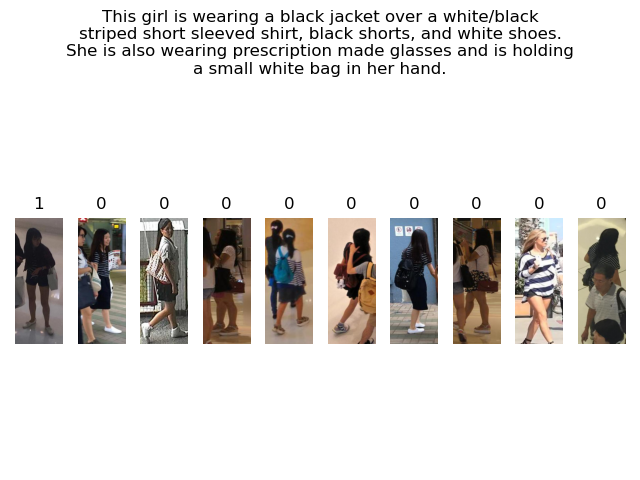 This girl is wearing a black jacket over a white/black
striped short sleeved shirt, black shorts, and white shoes.
She is also wearing prescription made glasses and is holding
a small white bag in her hand.
1 0 0 0 0 0 0 0 0 0